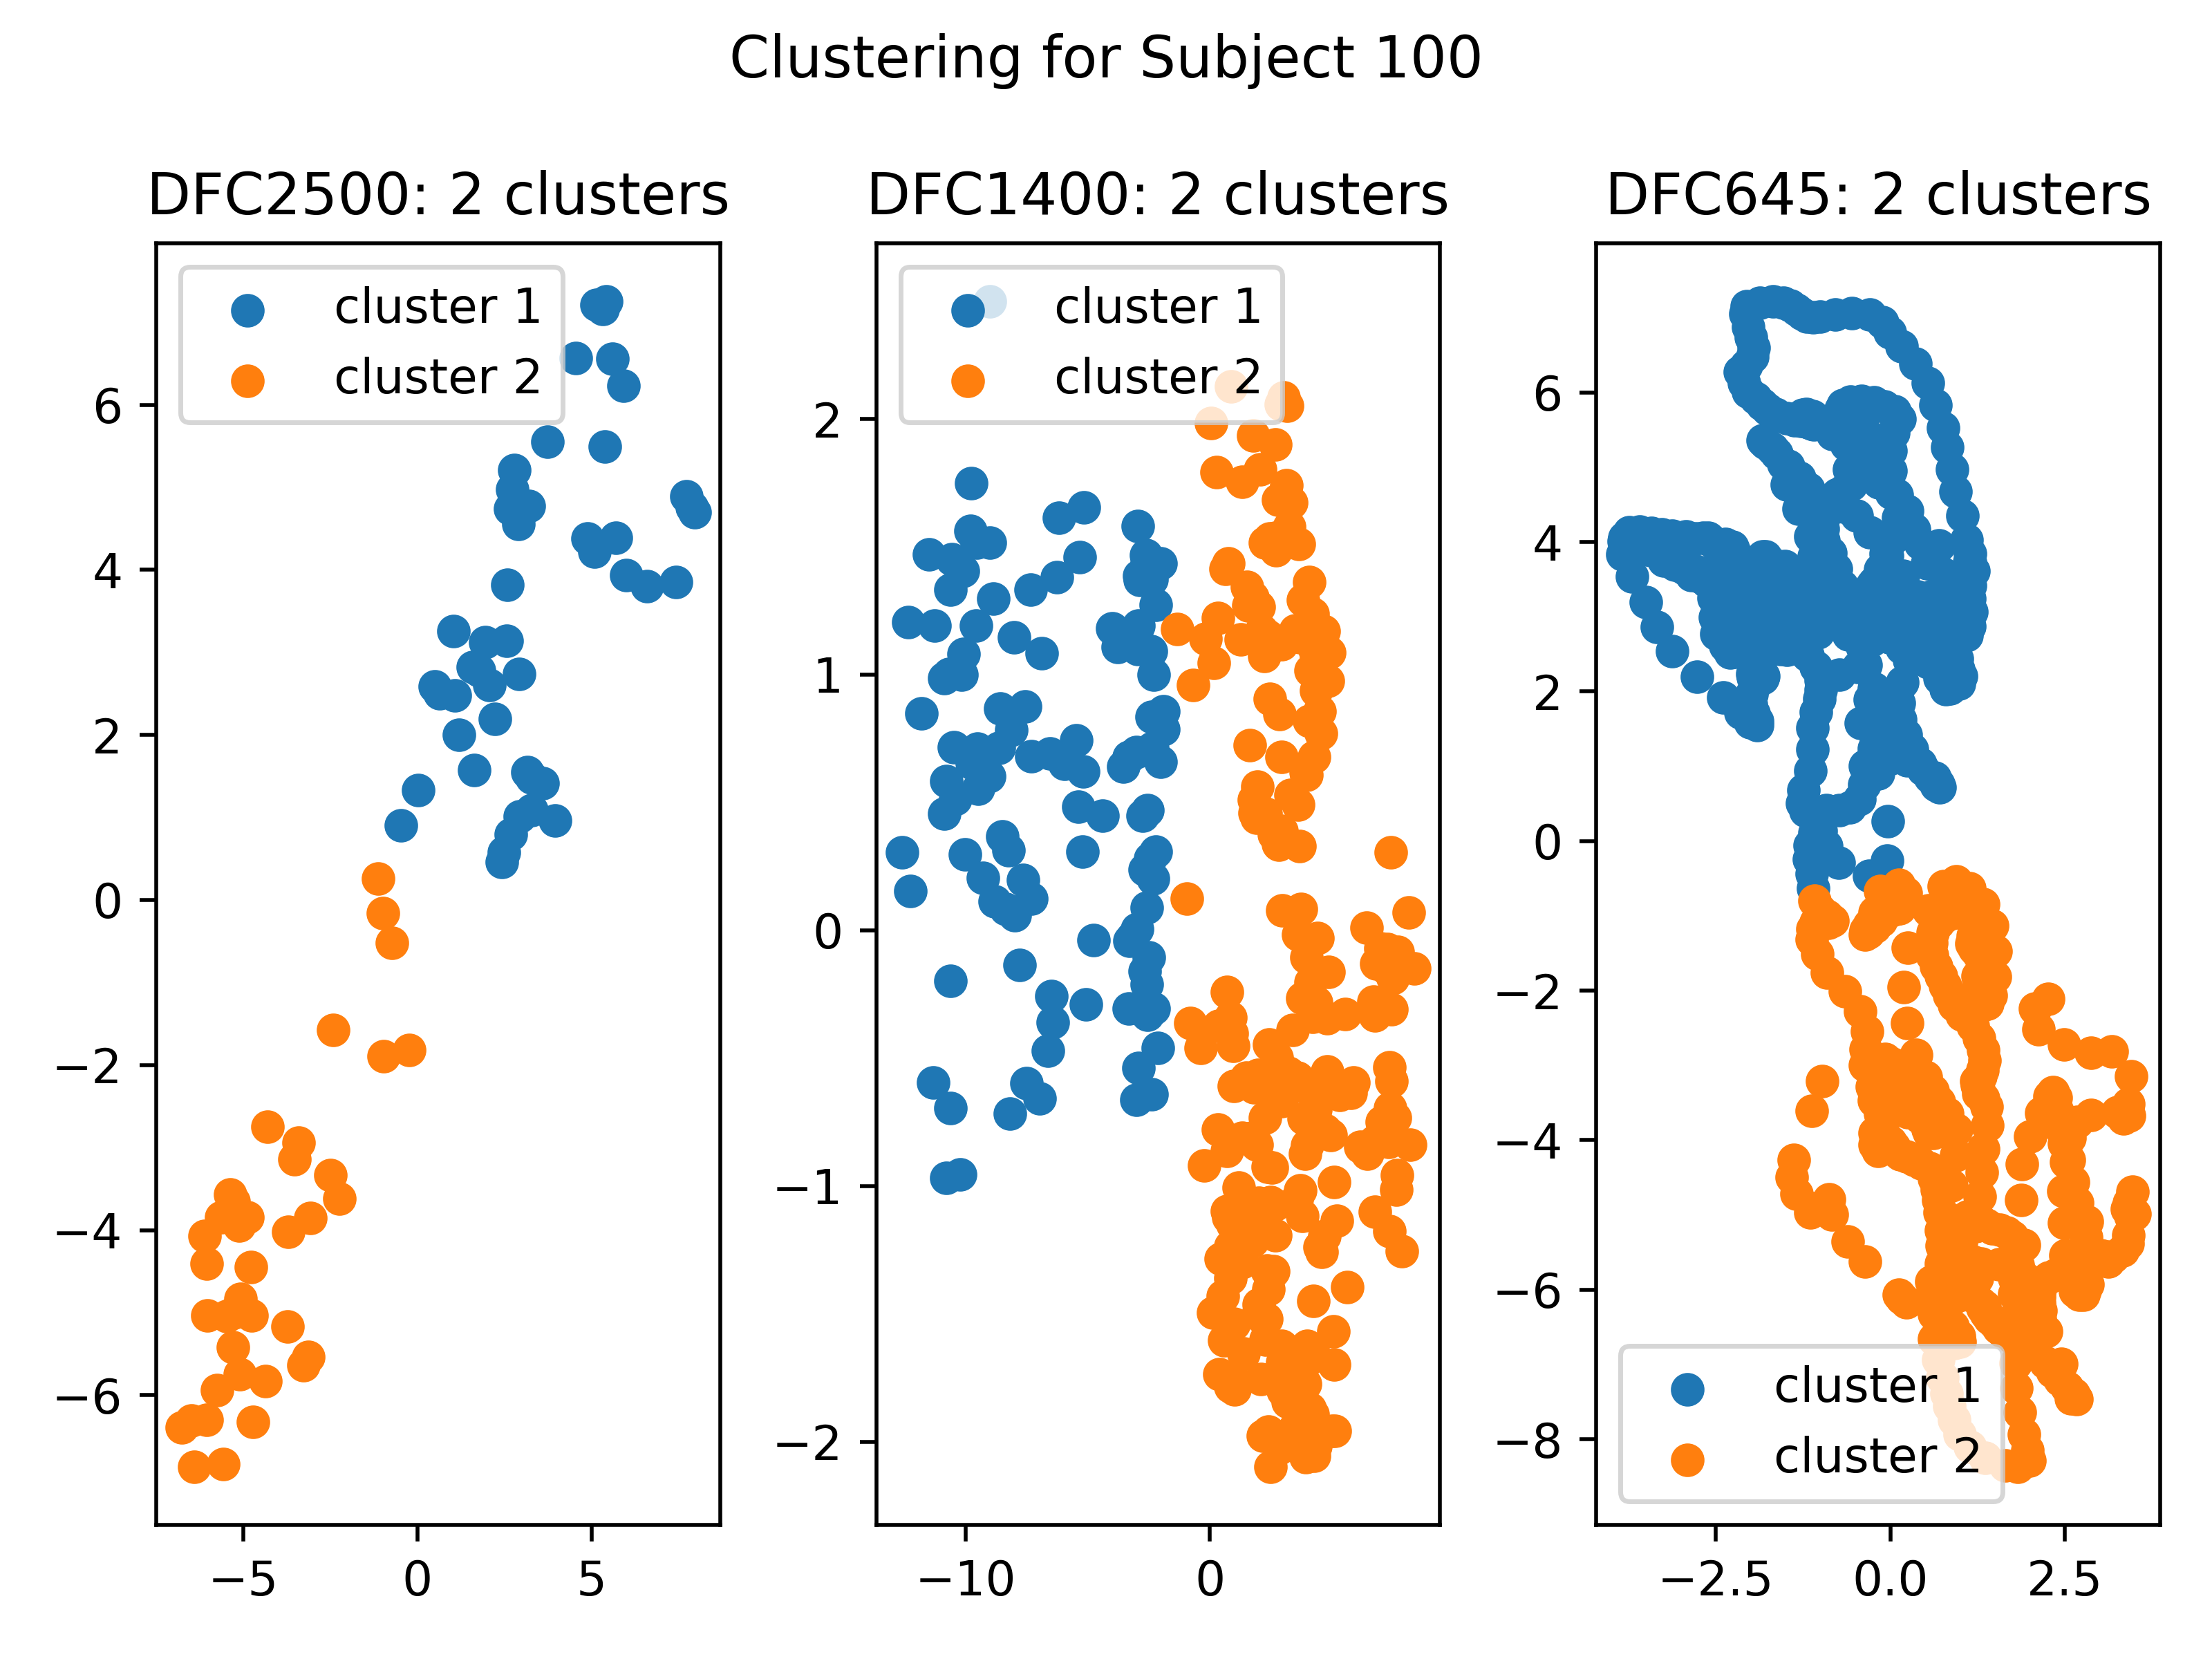 Clustering for Subject 100
DFC2500: 2 clusters
cluster 1
cluster 2
6
4
2
0
−2
−4
−6
−5
0
5
DFC1400: 2 clusters
cluster 1
cluster 2
2
1
0
−1
−2
−10
0
DFC645: 2 clusters
6
4
2
0
−2
−4
−6
−8
cluster 1
cluster 2
−2.5
0.0
2.5